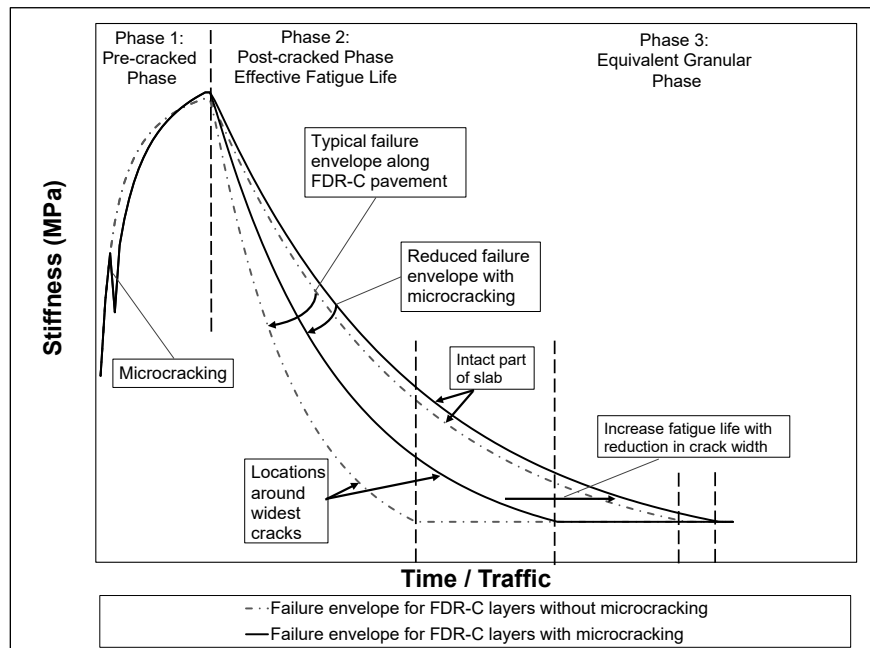 Phase 1:
Pre-cracked
Phase
Phase 2:
Post-cracked Phase
Effective Fatigue Life
Phase 3:
Equivalent Granular
Phase
Typical failure
envelope along
FDR-C pavement
Reduced failure
envelope with
microcracking
Stiffness (MPa)
Microcracking
Intact part
of slab
Increase fatigue life with
reduction in crack width
Locations
around
widest
cracks
Time / Traffic
Failure envelope for FDR-C layers without microcracking
Failure envelope for FDR-C layers with microcracking